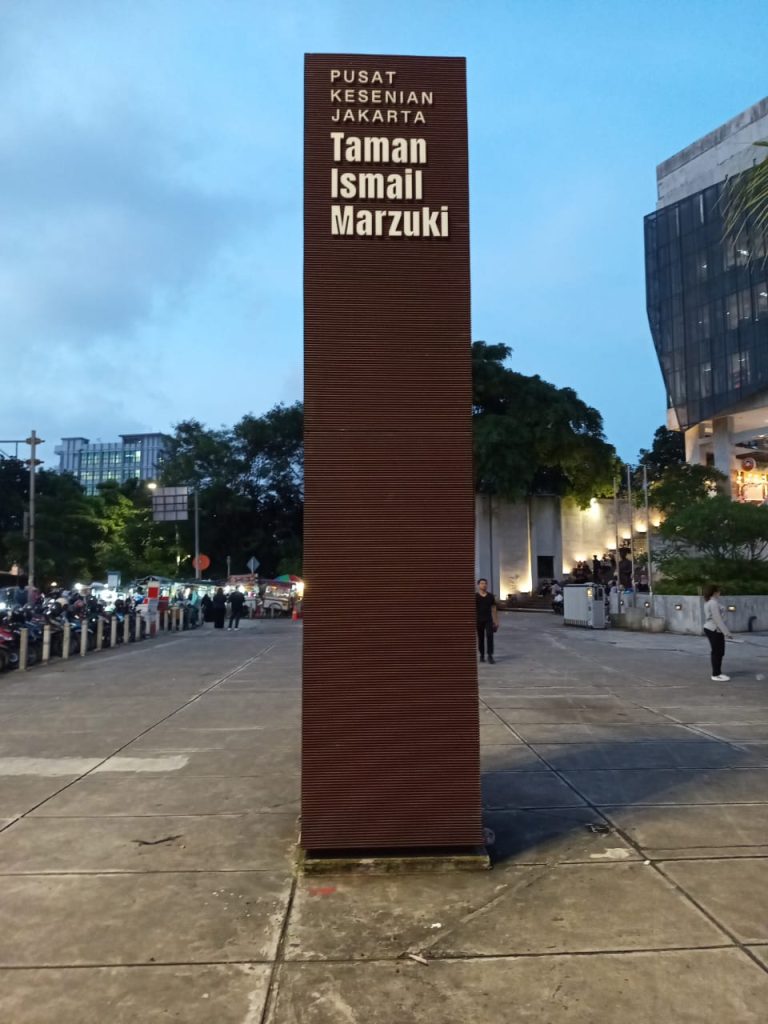 PUSAT
KESENIAN
JAKARTA
Taman
Ismail
Marzuki